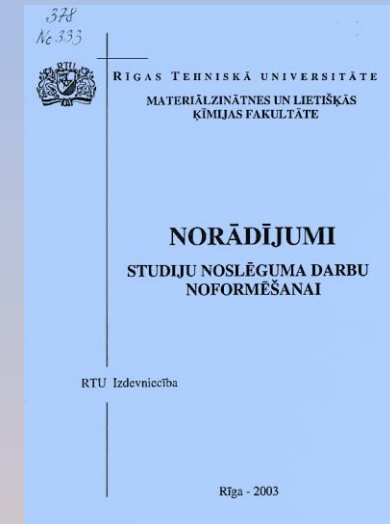 378
No 333
RTU
RĪGAS TEHNISKĀ UNIVERSITĀTE
MATERIĀLZINĀTNES UN LIETIŠĶĀS
ĶĪMIJAS FAKULTĀTE
NORĀDĪJUMI
STUDIJU NOSLĒGUMA DARBU
NOFORMĒŠANAI
RTU Izdevniecība
Rīga - 2003